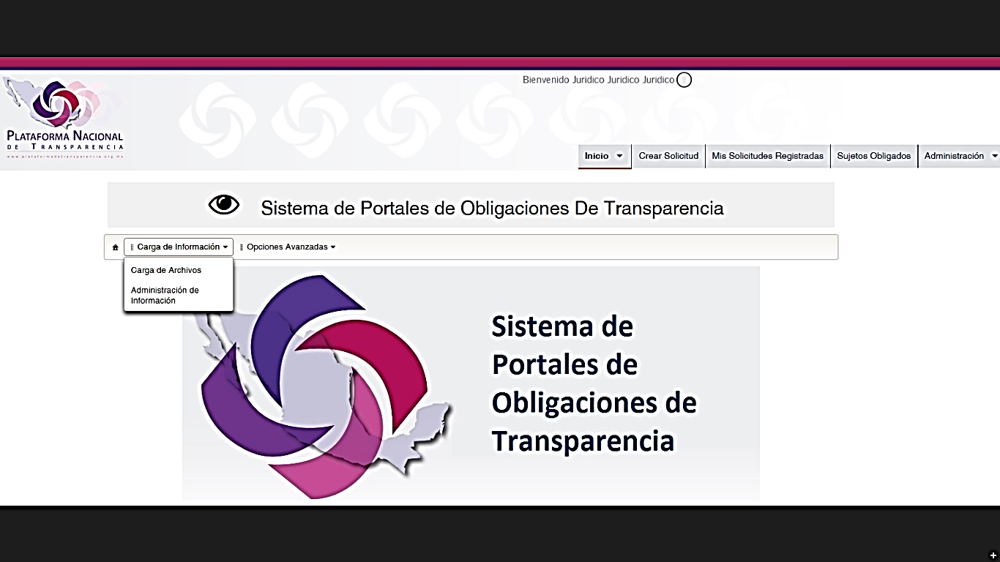 Bienvenido Juridico Juridico Juridico
PLATAFORMA NACIONAL
DE TRANSPARENCIA
www.plataformadetransparencia.org.mx
Inicio Crear Solicitud Mis Solicitudes Registradas Sujetos Obligados Administración
Sistema de Portales de Obligaciones De Transparencia
Carga de Información Opciones Avanzadas
Carga de Archivos
Administración de
Información
Sistema de
Portales de
Obligaciones de
Transparencia